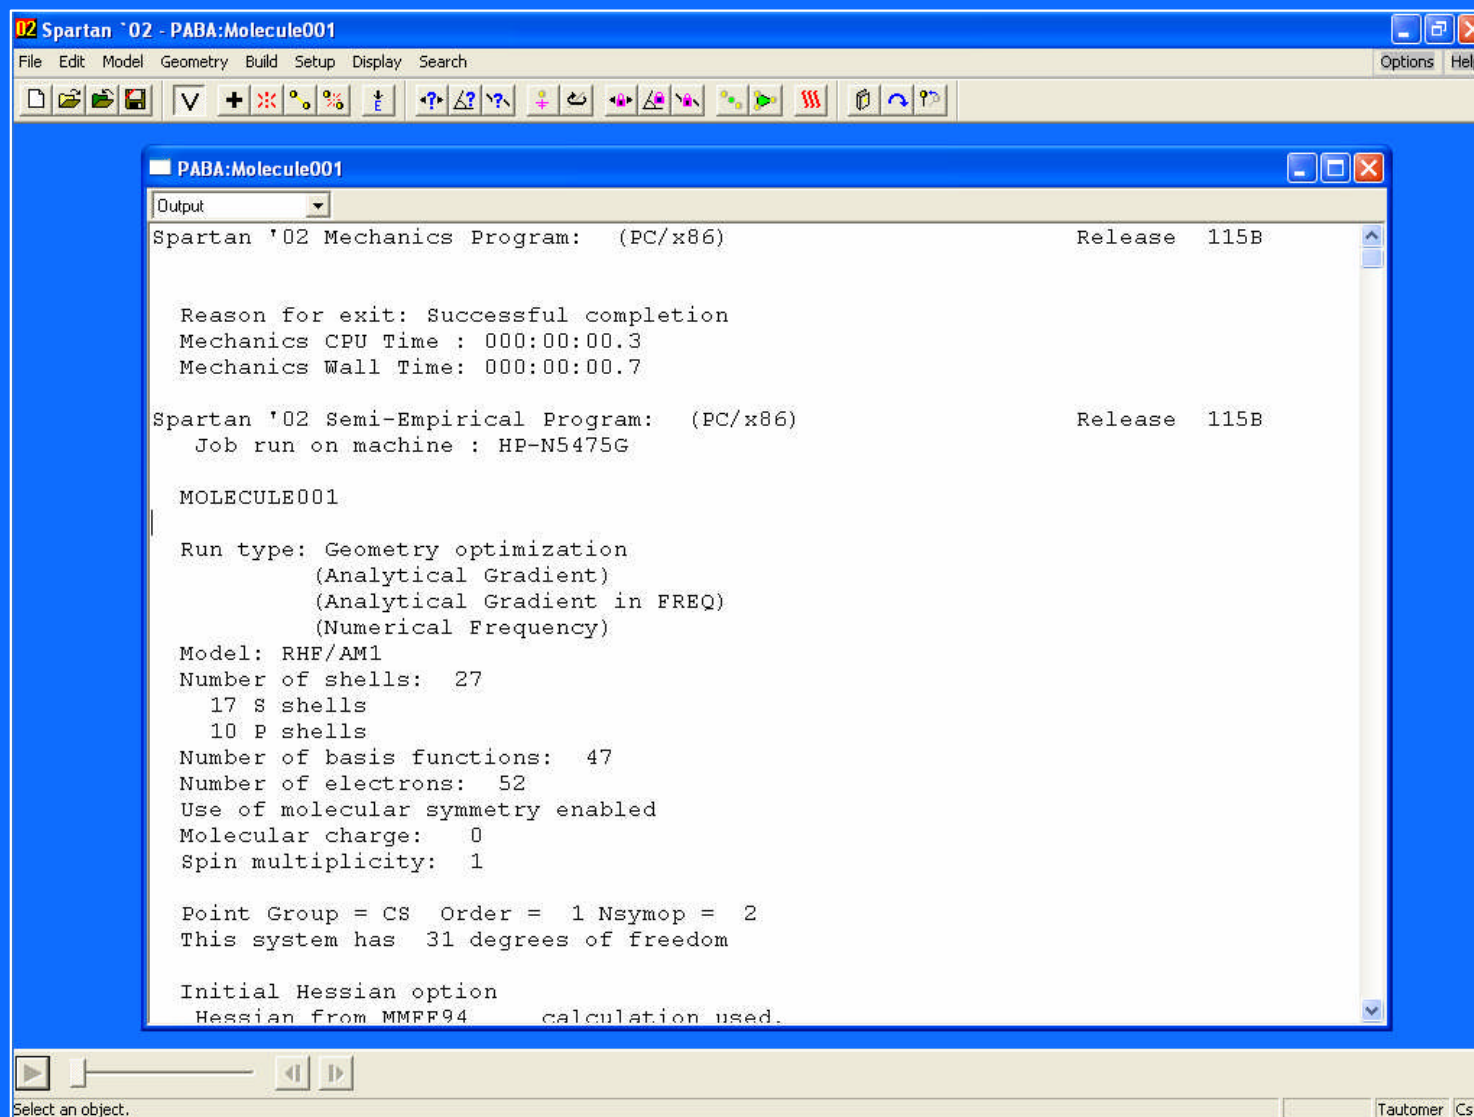 02 Spartan `02 - PABA:Molecule001
File Edit Model Geometry Build Setup Display Search Options Help
PABA:Molecule001
Output
Spartan '02 Mechanics Program: (PC/x86) Release 115B
Reason for exit: Successful completion
Mechanics CPU Time : 000:00:00.3
Mechanics Wall Time: 000:00:00.7
Spartan '02 Semi-Empirical Program: (PC/x86) Release 115B
Job run on machine : HP-N5475G
MOLECULE001
Run type: Geometry optimization
(Analytical Gradient)
(Analytical Gradient in FREQ)
(Numerical Frequency)
Model: RHF/AM1
Number of shells: 27
17 S shells
10 P shells
Number of basis functions: 47
Number of electrons: 52
Use of molecular symmetry enabled
Molecular charge: 0
Spin multiplicity: 1
Point Group = CS Order = 1 Nsymop = 2
This system has 31 degrees of freedom
Initial Hessian option
Hessian from MMFF94 calculation used.
Select an object. Tautomer Cs